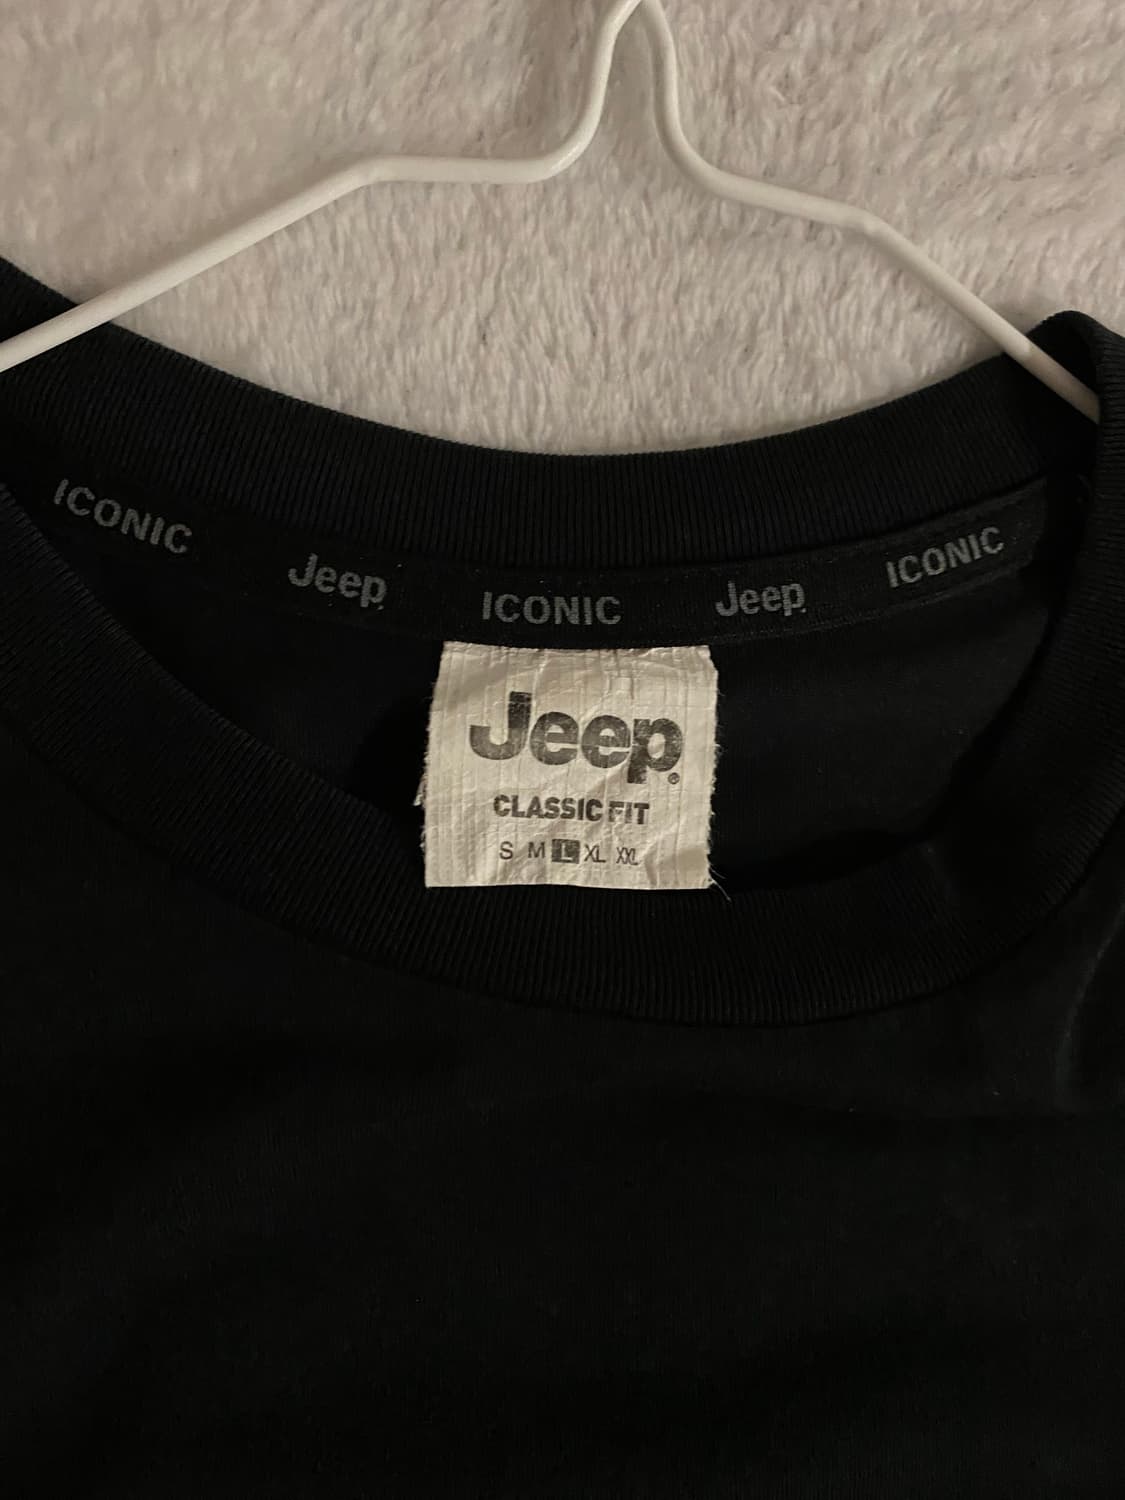 ICONIC Jeep ICONIC Jeep ICONIC
Jeep®
CLASSIC FIT
S M L XL XXL